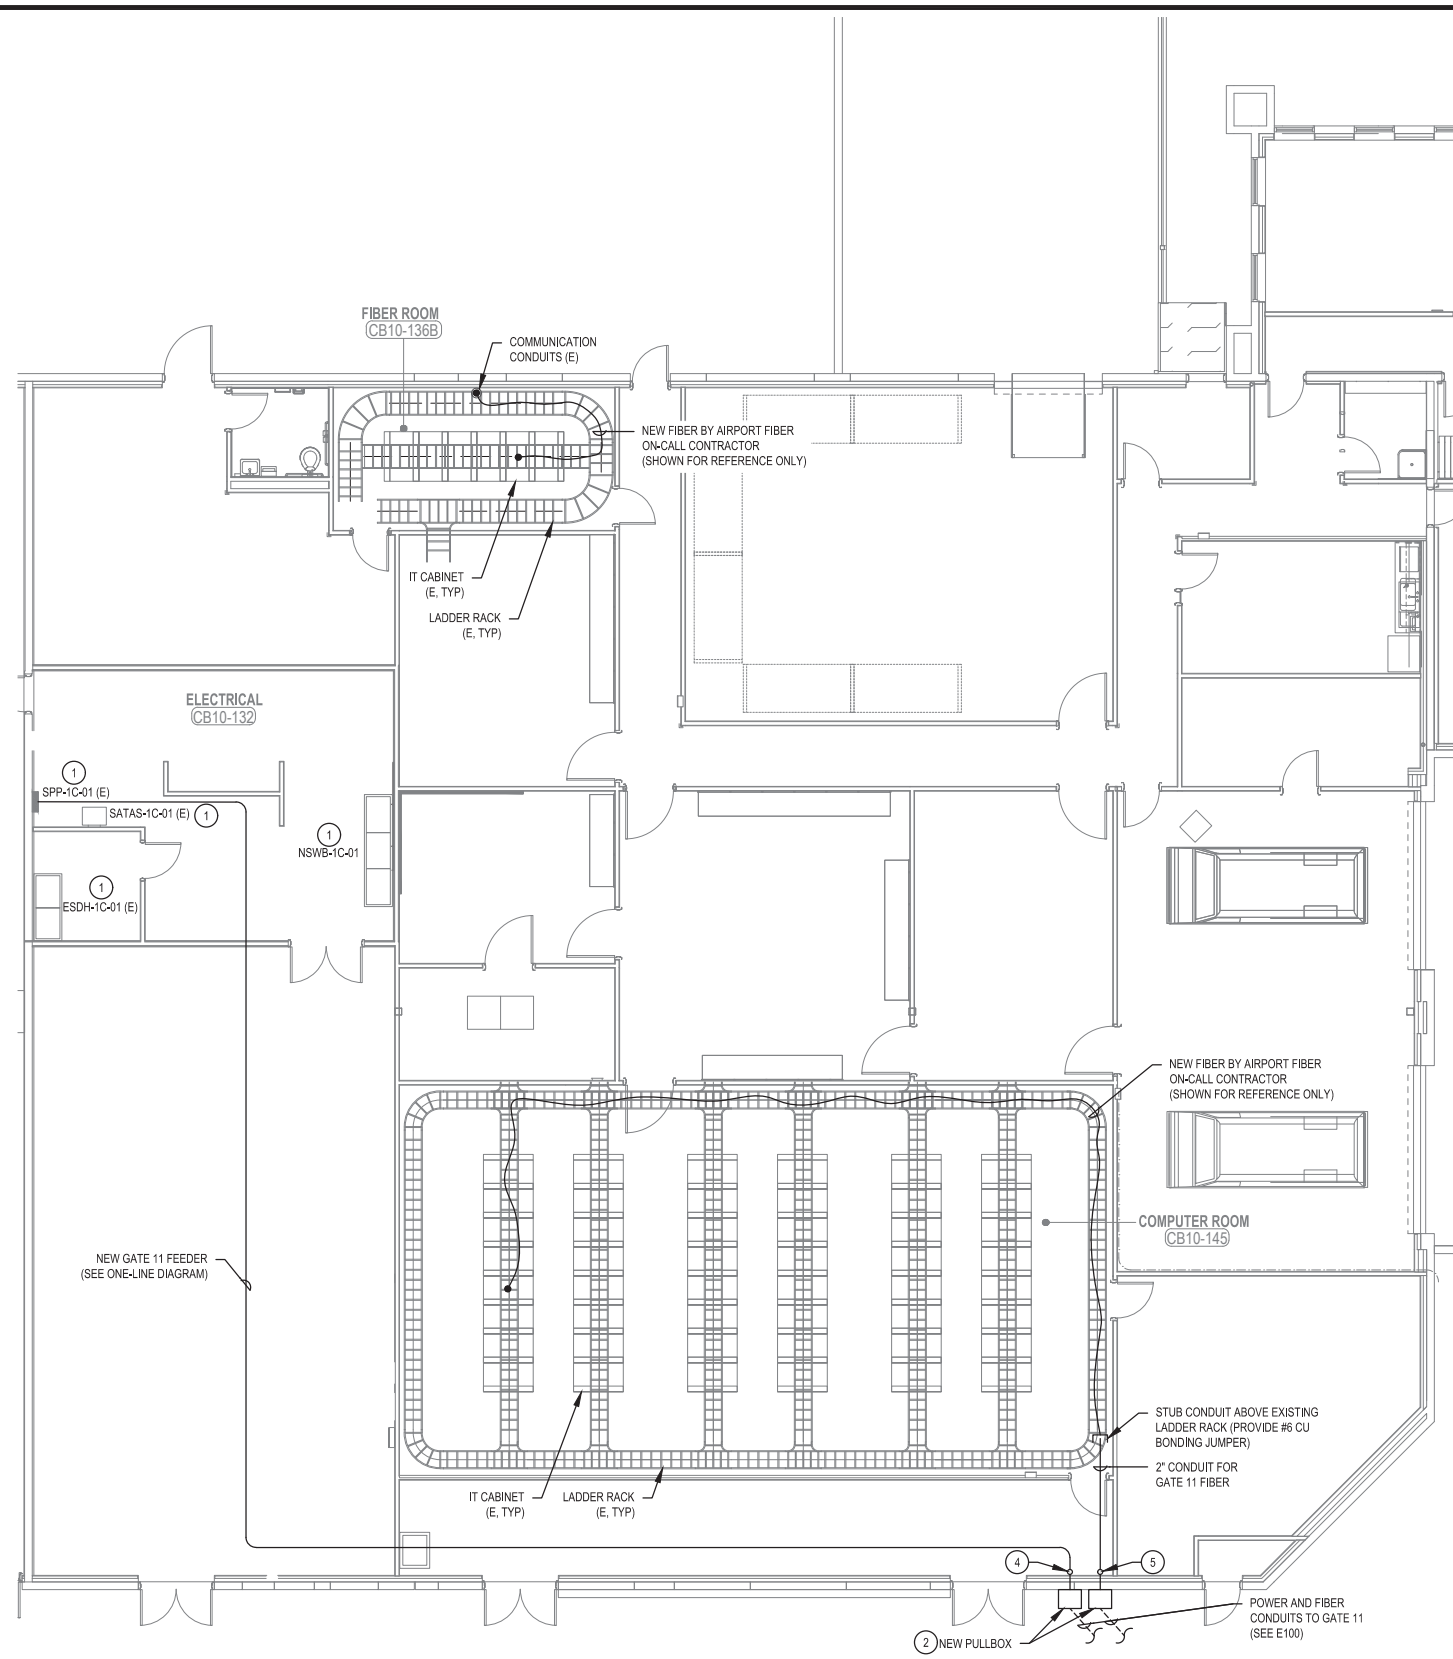 FIBER ROOM
CB10-136B
COMMUNICATION
CONDUITS (E)
NEW FIBER BY AIRPORT FIBER
ON-CALL CONTRACTOR
(SHOWN FOR REFERENCE ONLY)
IT CABINET
(E, TYP)
LADDER RACK
(E, TYP)
ELECTRICAL
CB10-132
1
SPP-1C-01 (E)
SATAS-1C-01 (E)
1
1
NSWB-1C-01
1
ESDH-1C-01 (E)
NEW FIBER BY AIRPORT FIBER
ON-CALL CONTRACTOR
(SHOWN FOR REFERENCE ONLY)
COMPUTER ROOM
CB10-145
NEW GATE 11 FEEDER
(SEE ONE-LINE DIAGRAM)
STUB CONDUIT ABOVE EXISTING
LADDER RACK (PROVIDE #6 CU
BONDING JUMPER)
2" CONDUIT FOR
GATE 11 FIBER
IT CABINET
(E, TYP)
LADDER RACK
(E, TYP)
4
5
POWER AND FIBER
CONDUITS TO GATE 11
(SEE E100)
2 NEW PULLBOX